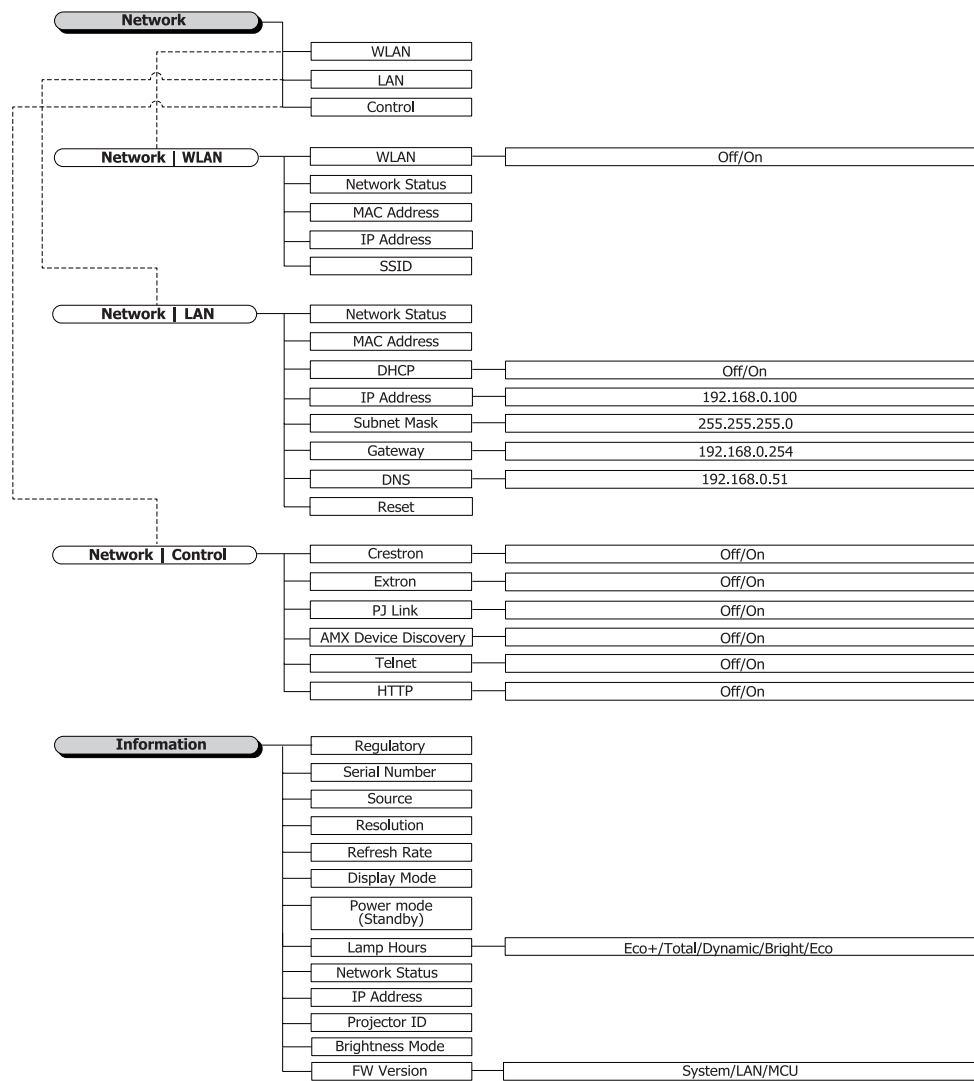 Network
WLAN
LAN
Control
Network | WLAN
WLAN
Off/On
Network Status
MAC Address
IP Address
SSID
Network | LAN
Network Status
MAC Address
DHCP
Off/On
IP Address
192.168.0.100
Subnet Mask
255.255.255.0
Gateway
192.168.0.254
DNS
192.168.0.51
Reset
Network | Control
Crestron
Off/On
Extron
Off/On
PJ Link
Off/On
AMX Device Discovery
Off/On
Telnet
Off/On
HTTP
Off/On
Information
Regulatory
Serial Number
Source
Resolution
Refresh Rate
Display Mode
Power mode
(Standby)
Lamp Hours
Eco+/Total/Dynamic/Bright/Eco
Network Status
IP Address
Projector ID
Brightness Mode
FW Version
System/LAN/MCU